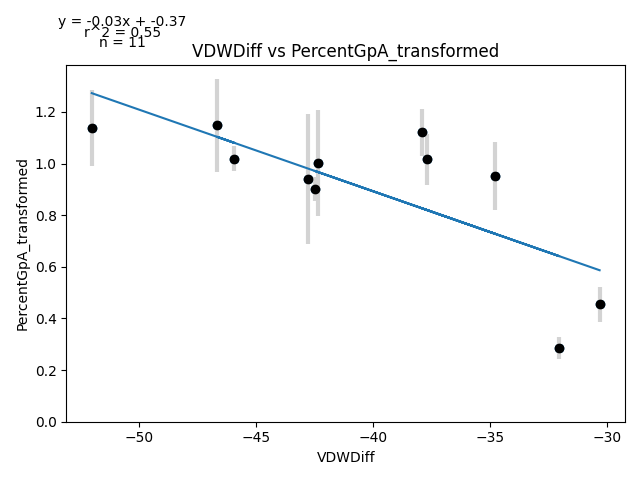 y = -0.03x + -0.37
r^2 = 0.55
n = 11
VDWDiff vs PercentGpA_transformed
PercentGpA_transformed
1.2
1.0
0.8
0.6
0.4
0.2
0.0
−50
−45
−40
−35
−30
VDWDiff